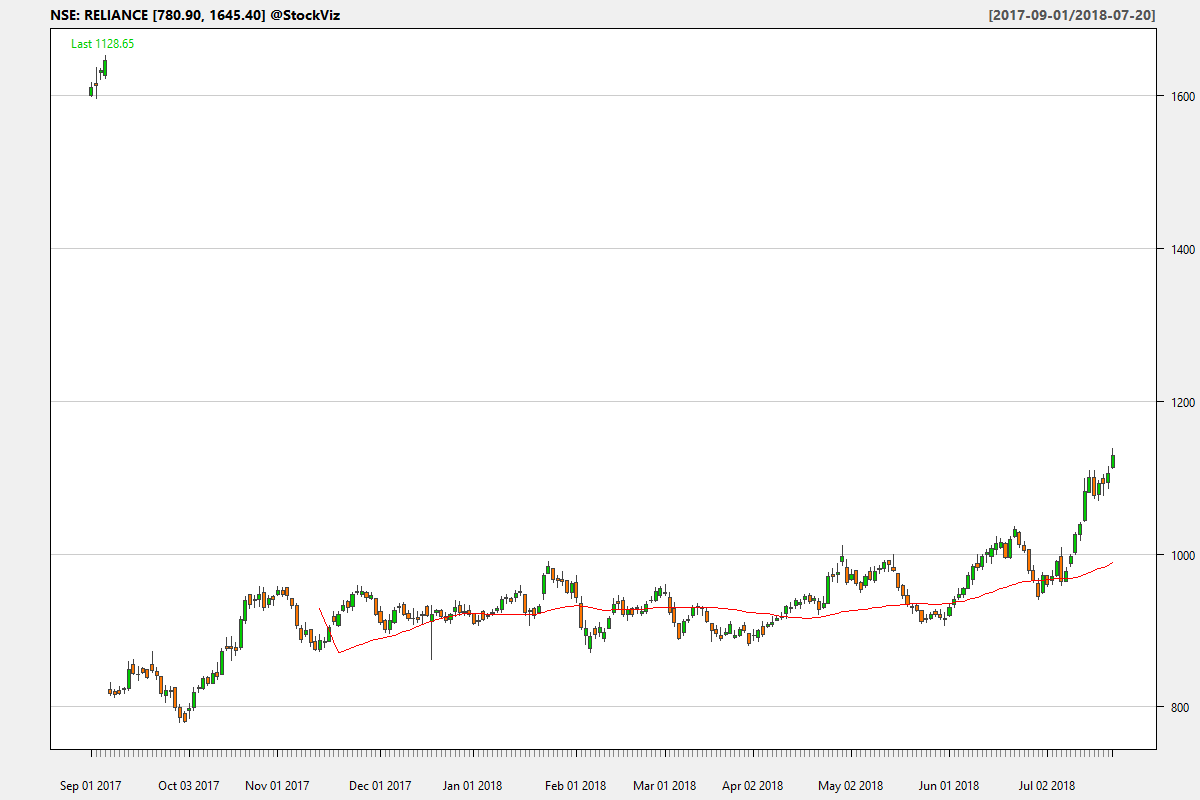 NSE: RELIANCE [780.90, 1645.40] @StockViz [2017-09-01/2018-07-20]
Last 1128.65
1600
1400
1200
1000
800
Sep 01 2017 Oct 03 2017 Nov 01 2017 Dec 01 2017 Jan 01 2018 Feb 01 2018 Mar 01 2018 Apr 02 2018 May 02 2018 Jun 01 2018 Jul 02 2018